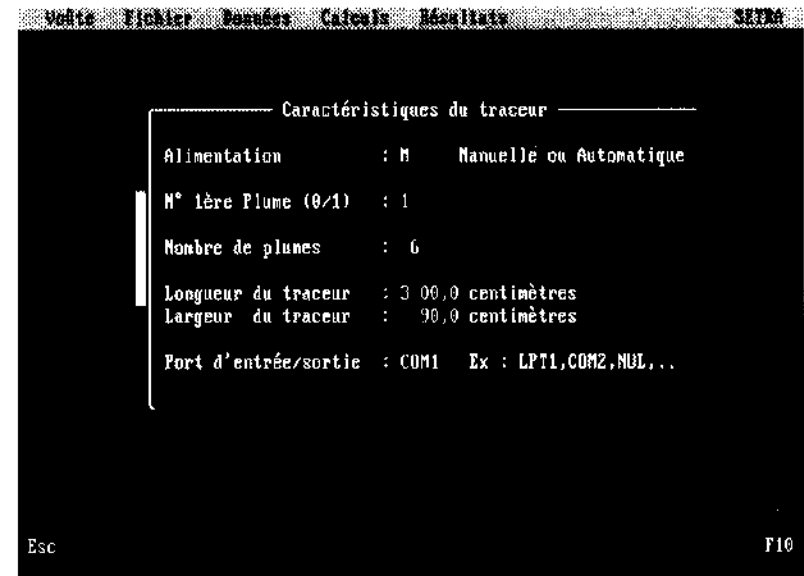 Voûte Fichier Données Calculs Résultats SETRA
Caractéristiques du traceur
Alimentation : M Manuelle ou Automatique
N° 1ère Plume (0/1) : 1
Nombre de plumes : 6
Longueur du traceur : 3 00,0 centimètres
Largeur du traceur : 90,0 centimètres
Port d'entrée/sortie : COM1 Ex : LPT1,COM2,NUL,..
Esc F10